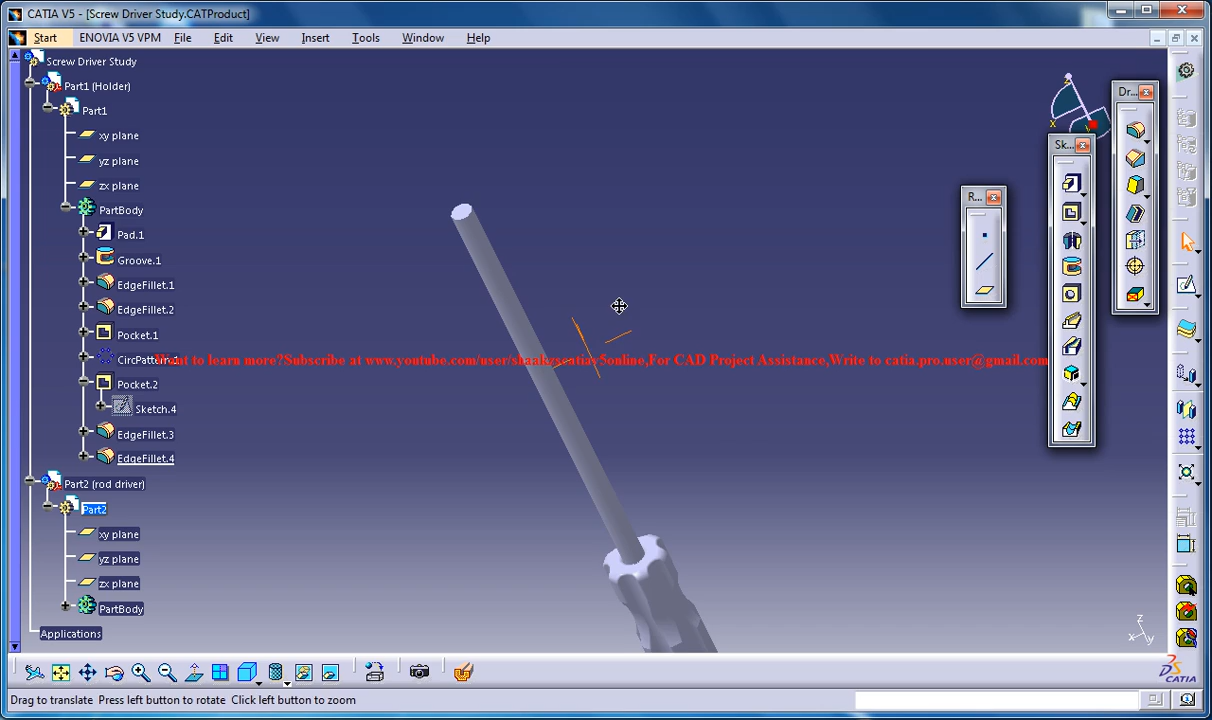 CATIA V5 - [Screw Driver Study.CATProduct]
Start ENOVIA V5 VPM File Edit View Insert Tools Window Help
Screw Driver Study
Part1 (Holder)
Part1
xy plane
yz plane
zx plane
PartBody
Pad.1
Groove.1
EdgeFillet.1
EdgeFillet.2
Pocket.1
CircPattern.1
Want to learn more?Subscribe at www.youtube.com/user/shaalizscatiav5online,For CAD Project Assistance,Write to catia.pro.user@gmail.com
Pocket.2
Sketch.4
EdgeFillet.3
EdgeFillet.4
Part2 (rod driver)
Part2
xy plane
yz plane
zx plane
PartBody
Applications
Dr...
Sk...
R...
z
x
y
z
x y
CATIA
Drag to translate Press left button to rotate Click left button to zoom